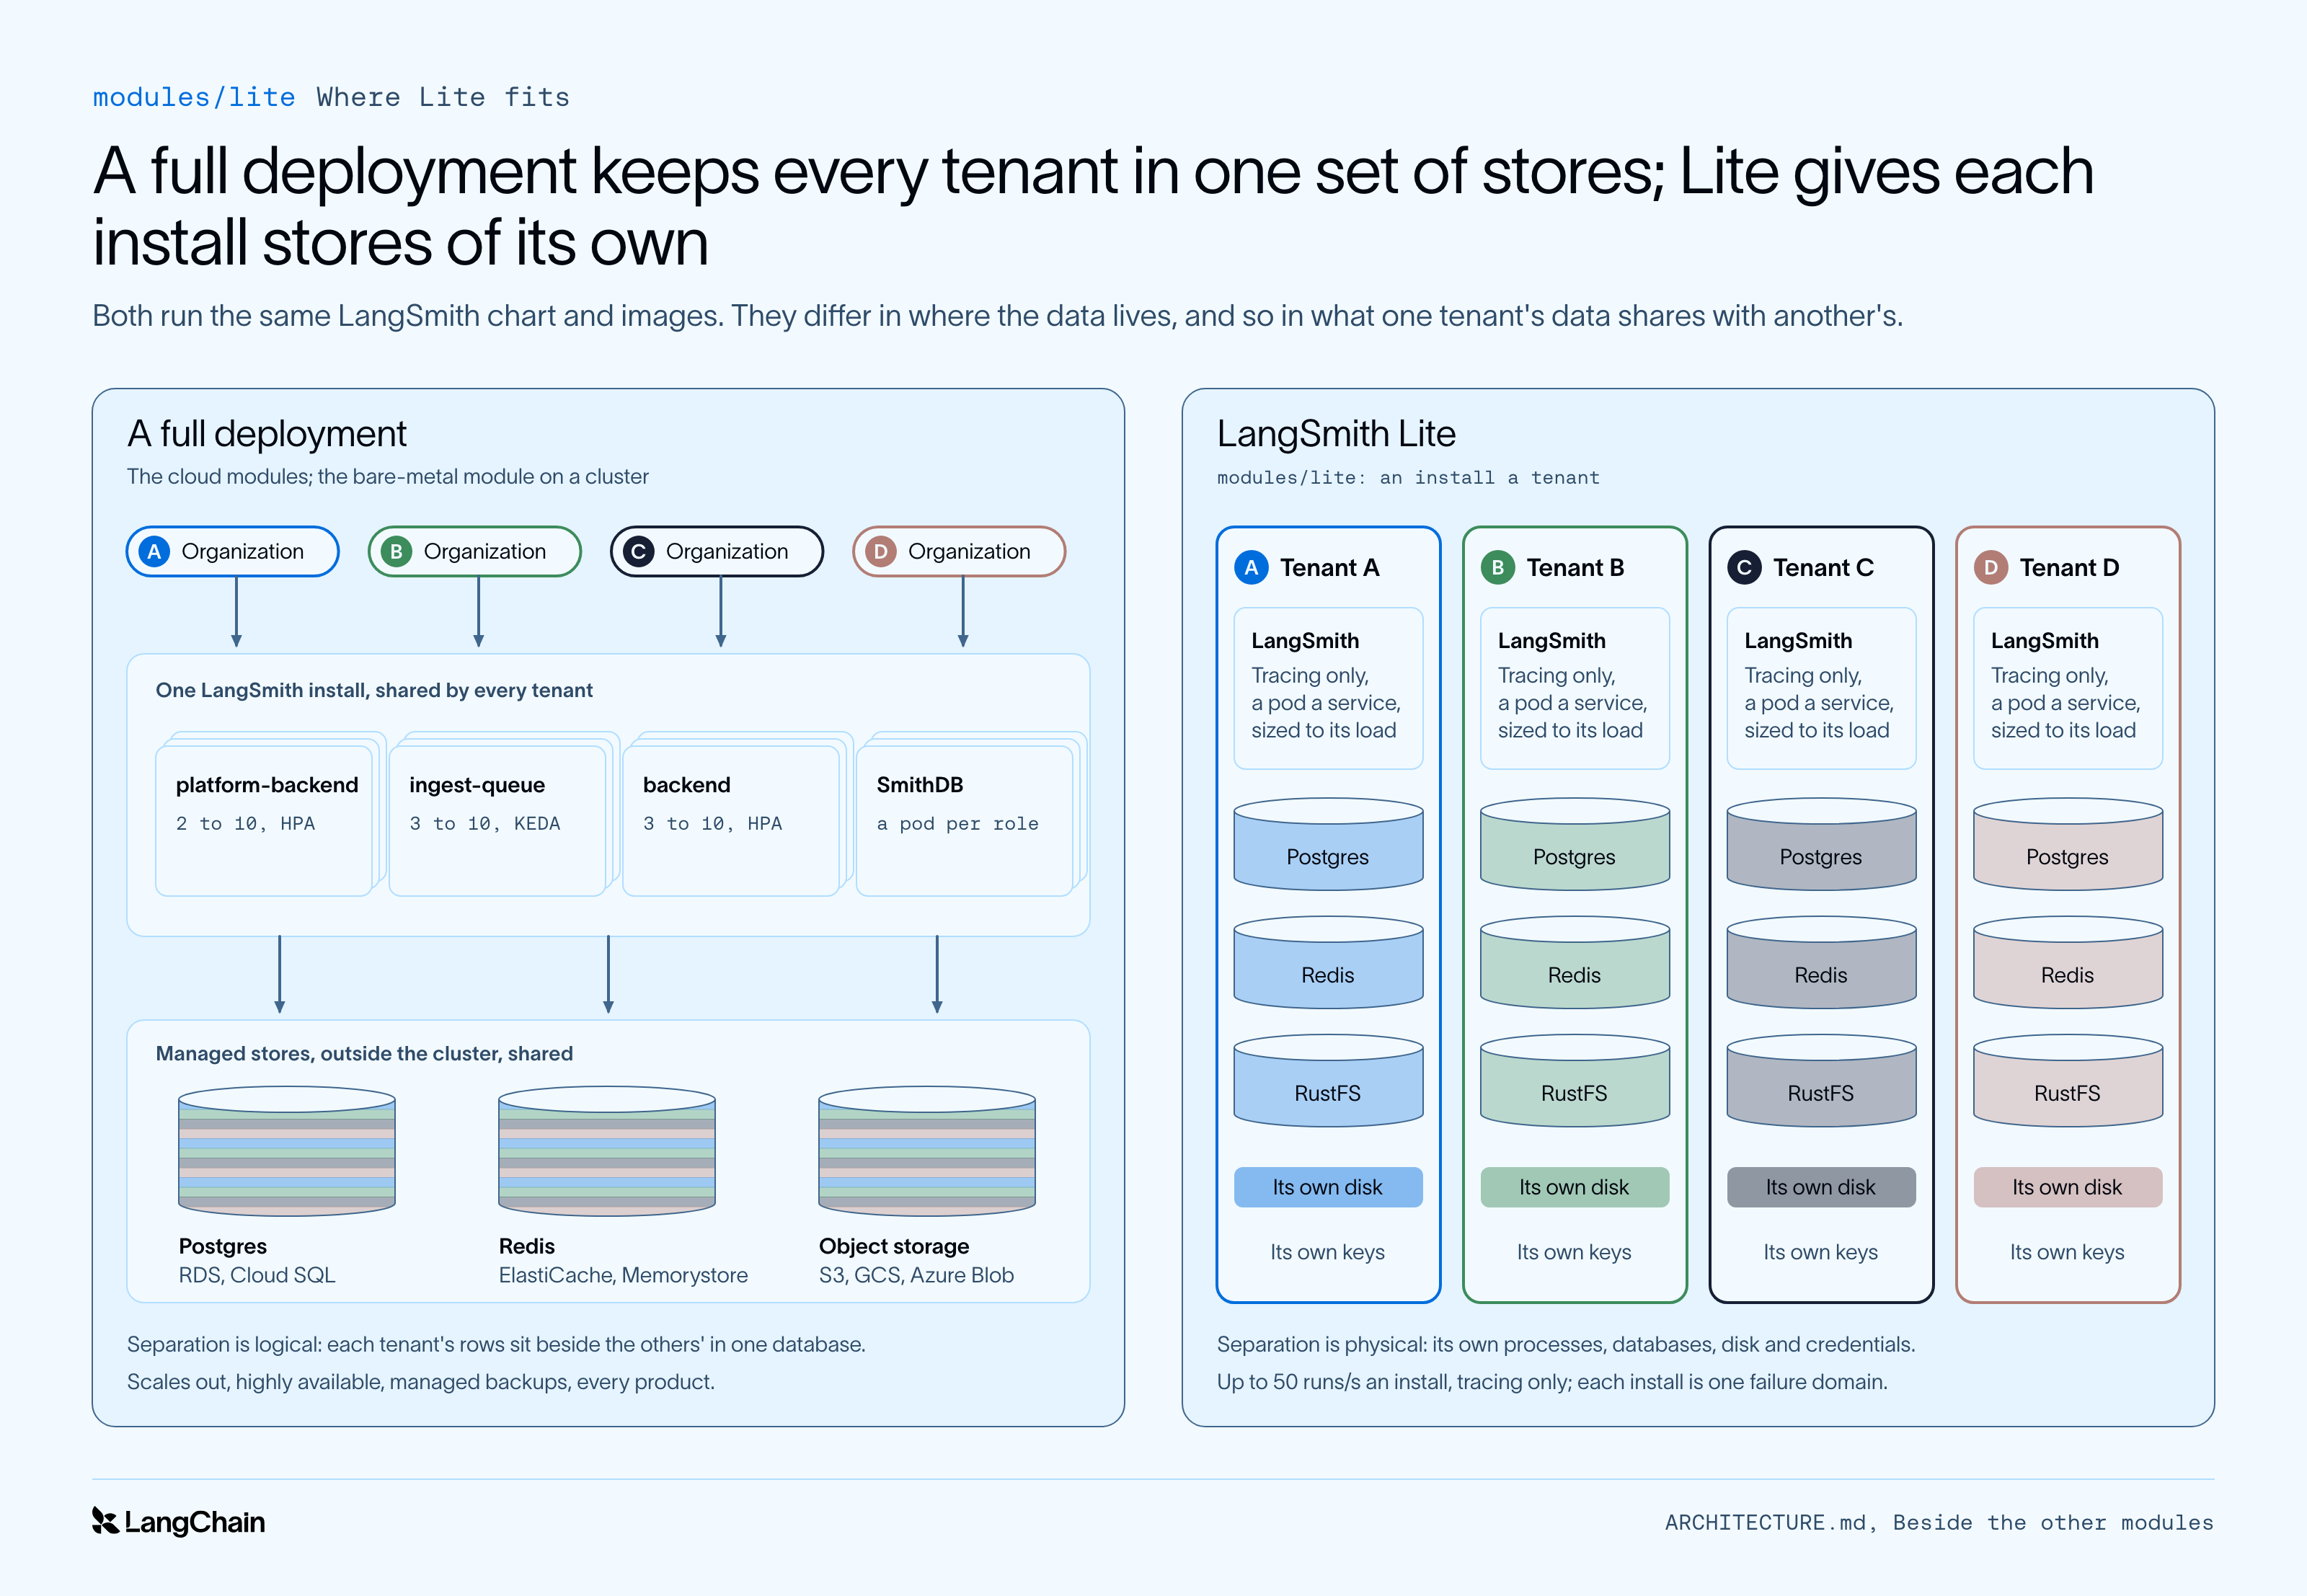 modules/lite Where Lite fits
A full deployment keeps every tenant in one set of stores; Lite gives each
install stores of its own
Both run the same LangSmith chart and images. They differ in where the data lives, and so in what one tenant's data shares with another's.
A full deployment
The cloud modules; the bare-metal module on a cluster
A Organization
B Organization
C Organization
D Organization
One LangSmith install, shared by every tenant
platform-backend
2 to 10, HPA
ingest-queue
3 to 10, KEDA
backend
3 to 10, HPA
SmithDB
a pod per role
Managed stores, outside the cluster, shared
Postgres
RDS, Cloud SQL
Redis
ElastiCache, Memorystore
Object storage
S3, GCS, Azure Blob
Separation is logical: each tenant's rows sit beside the others' in one database.
Scales out, highly available, managed backups, every product.
LangSmith Lite
modules/lite: an install a tenant
A Tenant A
LangSmith
Tracing only,
a pod a service,
sized to its load
Postgres
Redis
RustFS
Its own disk
Its own keys
B Tenant B
LangSmith
Tracing only,
a pod a service,
sized to its load
Postgres
Redis
RustFS
Its own disk
Its own keys
C Tenant C
LangSmith
Tracing only,
a pod a service,
sized to its load
Postgres
Redis
RustFS
Its own disk
Its own keys
D Tenant D
LangSmith
Tracing only,
a pod a service,
sized to its load
Postgres
Redis
RustFS
Its own disk
Its own keys
Separation is physical: its own processes, databases, disk and credentials.
Up to 50 runs/s an install, tracing only; each install is one failure domain.
LangChain
ARCHITECTURE.md, Beside the other modules